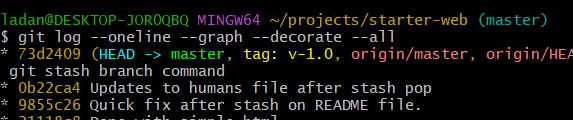 ladan@DESKTOP-JOROQBQ MINGW64 ~/projects/starter-web (master)
$ git log --oneline --graph --decorate --all
* 73d2409 (HEAD -> master, tag: v-1.0, origin/master, origin/HEA
git stash branch command
* 0b22ca4 Updates to humans file after stash pop
* 9855c26 Quick fix after stash on README file.